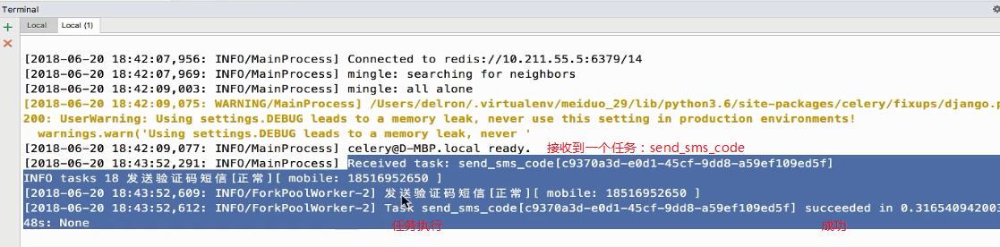 Terminal
Local Local (1)
[2018-06-20 18:42:07,956: INFO/MainProcess] Connected to redis://10.211.55.5:6379/14
[2018-06-20 18:42:07,969: INFO/MainProcess] mingle: searching for neighbors
[2018-06-20 18:42:09,003: INFO/MainProcess] mingle: all alone
[2018-06-20 18:42:09,075: WARNING/MainProcess] /Users/delron/.virtualenv/meiduo_29/lib/python3.6/site-packages/celery/fixups/django.p
200: UserWarning: Using settings.DEBUG leads to a memory leak, never use this setting in production environments!
warnings.warn('Using settings.DEBUG leads to a memory leak, never '
[2018-06-20 18:42:09,077: INFO/MainProcess] celery@D-MBP.local ready. 接收到一个任务：send_sms_code
[2018-06-20 18:43:52,291: INFO/MainProcess] Received task: send_sms_code[c9370a3d-e0d1-45cf-9dd8-a59ef109ed5f]
INFO tasks 18 发送验证码短信[正常][ mobile: 18516952650 ]
[2018-06-20 18:43:52,609: INFO/ForkPoolWorker-2] 发送验证码短信[正常][ mobile: 18516952650 ]
[2018-06-20 18:43:52,612: INFO/ForkPoolWorker-2] Task send_sms_code[c9370a3d-e0d1-45cf-9dd8-a59ef109ed5f] succeeded in 0.316540942003
48s: None
任务执行 成功